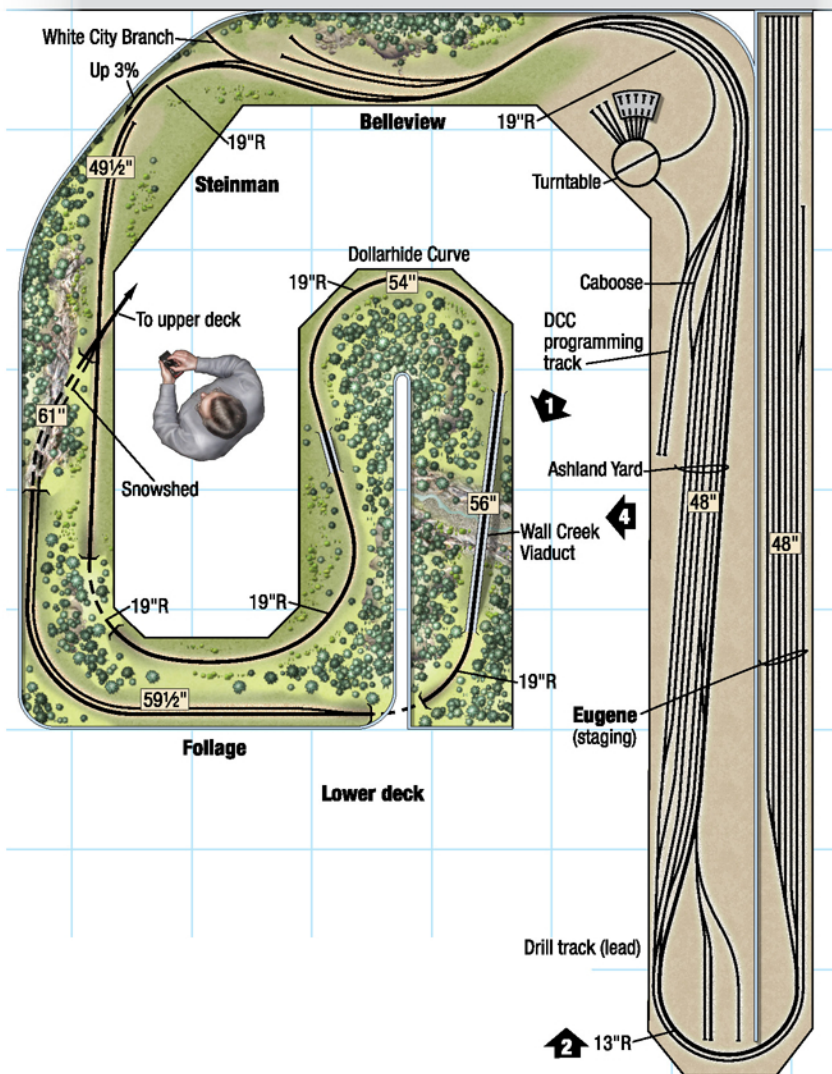 White City Branch
Up 3%
19"R
Belleview
19"R
49½"
Steinman
Turntable
Dollarhide Curve
19"R
54"
Caboose
To upper deck
DCC
programming
track
61"
1
Snowshed
Ashland Yard
56"
48"
4
Wall Creek
Viaduct
48"
19"R
19"R
59½"
19"R
Eugene
(staging)
Follage
Lower deck
Drill track (lead)
2
13"R